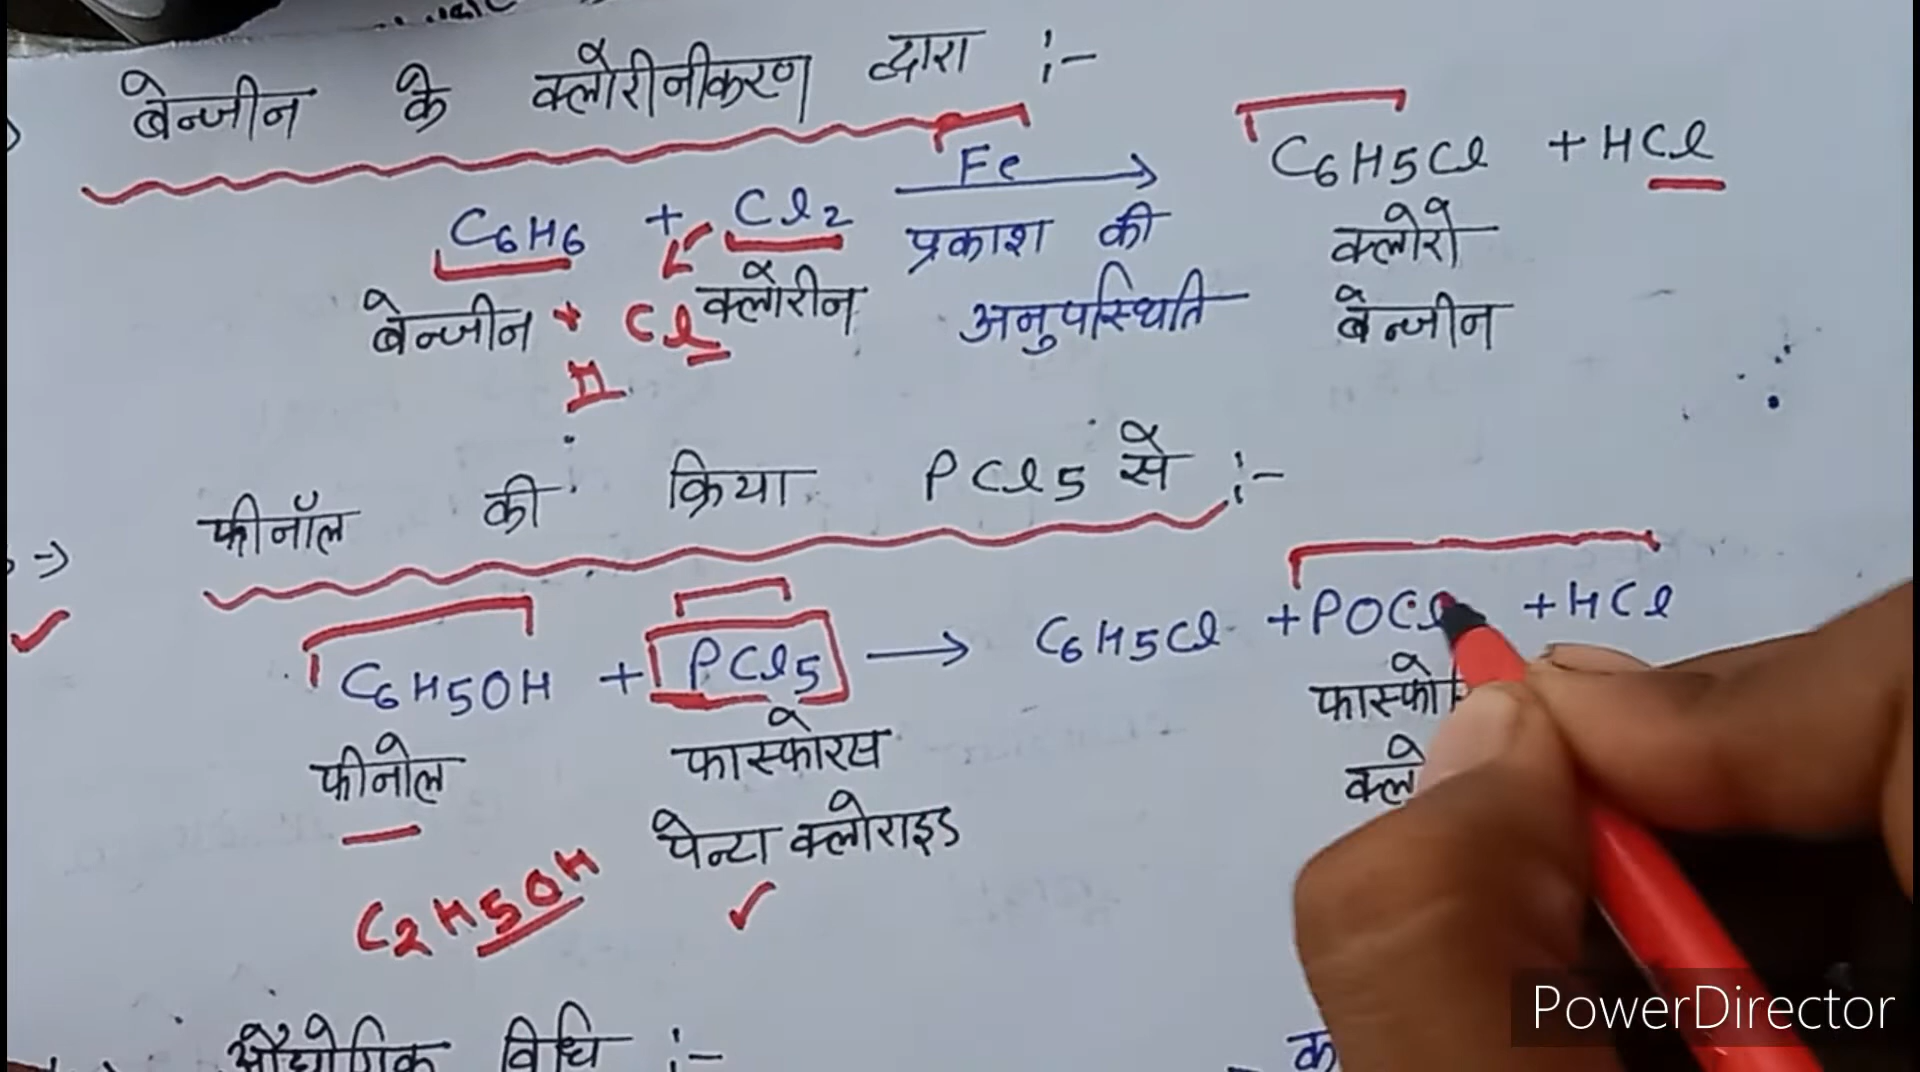 बेन्जीन के क्लोरीनीकरण द्वारा :-
C6H6 + Cl2 Fe C6H5Cl + HCl
बेन्जीन Cl क्लोरीन प्रकाश की अनुपस्थिति क्लोरो बेन्जीन
फीनॉल की क्रिया PCl5 से :-
C6H5OH + PCl5 → C6H5Cl + POCl + HCl
फीनोल फास्फोरस
पेन्टा क्लोराइड
C2H5OH
औद्योगिक विधि :-
PowerDirector